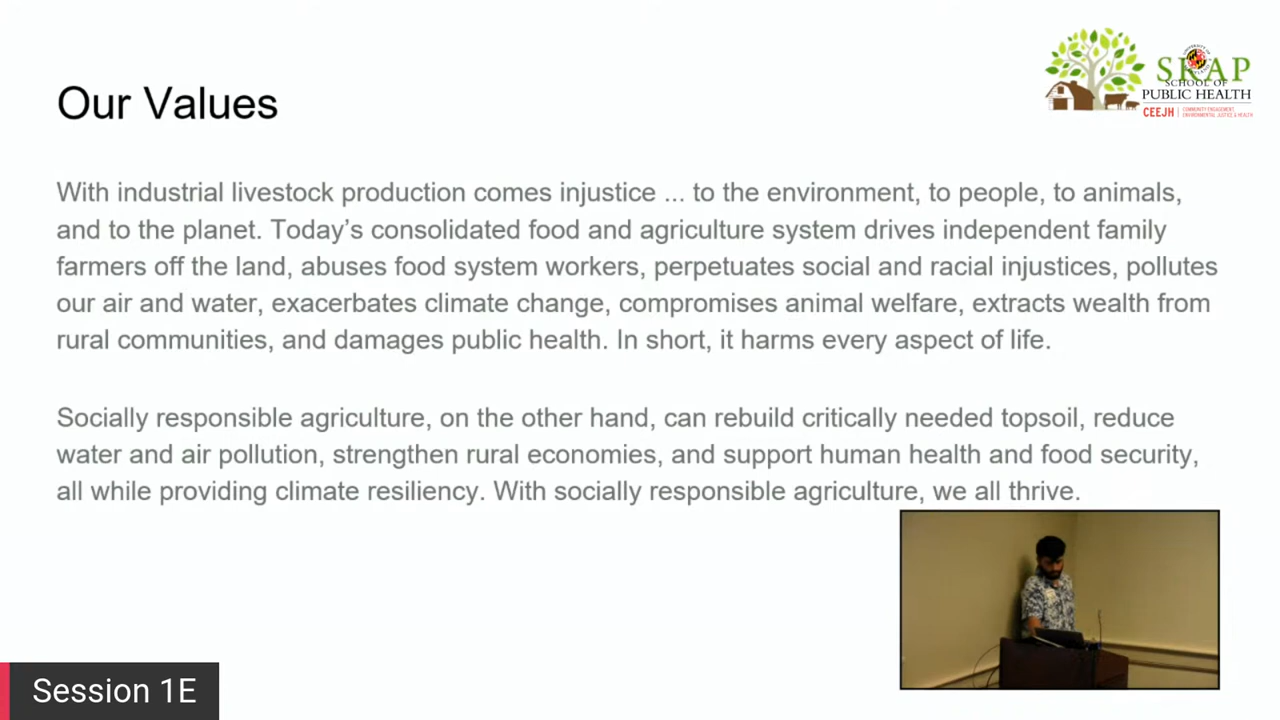 Our Values
SRAP
SCHOOL OF
PUBLIC HEALTH
CEEJH
COMMUNITY ENGAGEMENT,
ENVIRONMENTAL JUSTICE & HEALTH
With industrial livestock production comes injustice ... to the environment, to people, to animals,
and to the planet. Today’s consolidated food and agriculture system drives independent family
farmers off the land, abuses food system workers, perpetuates social and racial injustices, pollutes
our air and water, exacerbates climate change, compromises animal welfare, extracts wealth from
rural communities, and damages public health. In short, it harms every aspect of life.
Socially responsible agriculture, on the other hand, can rebuild critically needed topsoil, reduce
water and air pollution, strengthen rural economies, and support human health and food security,
all while providing climate resiliency. With socially responsible agriculture, we all thrive.
Session 1E